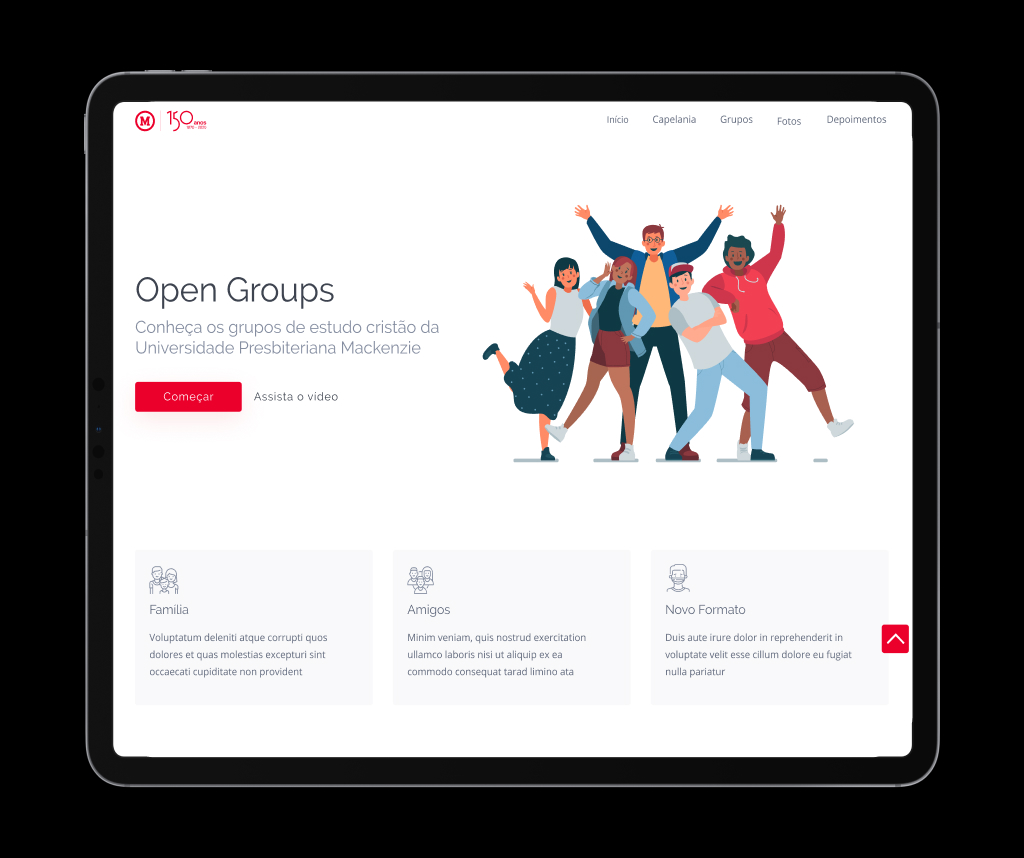 M 150 anos
1870 - 2020
Início Capelania Grupos Fotos Depoimentos
Open Groups
Conheça os grupos de estudo cristão da
Universidade Presbiteriana Mackenzie
Começar Assista o vídeo
Família
Voluptatum deleniti atque corrupti quos
dolores et quas molestias excepturi sint
occaecati cupiditate non provident
Amigos
Minim veniam, quis nostrud exercitation
ullamco laboris nisi ut aliquip ex ea
commodo consequat tarad limino ata
Novo Formato
Duis aute irure dolor in reprehenderit in
voluptate velit esse cillum dolore eu fugiat
nulla pariatur